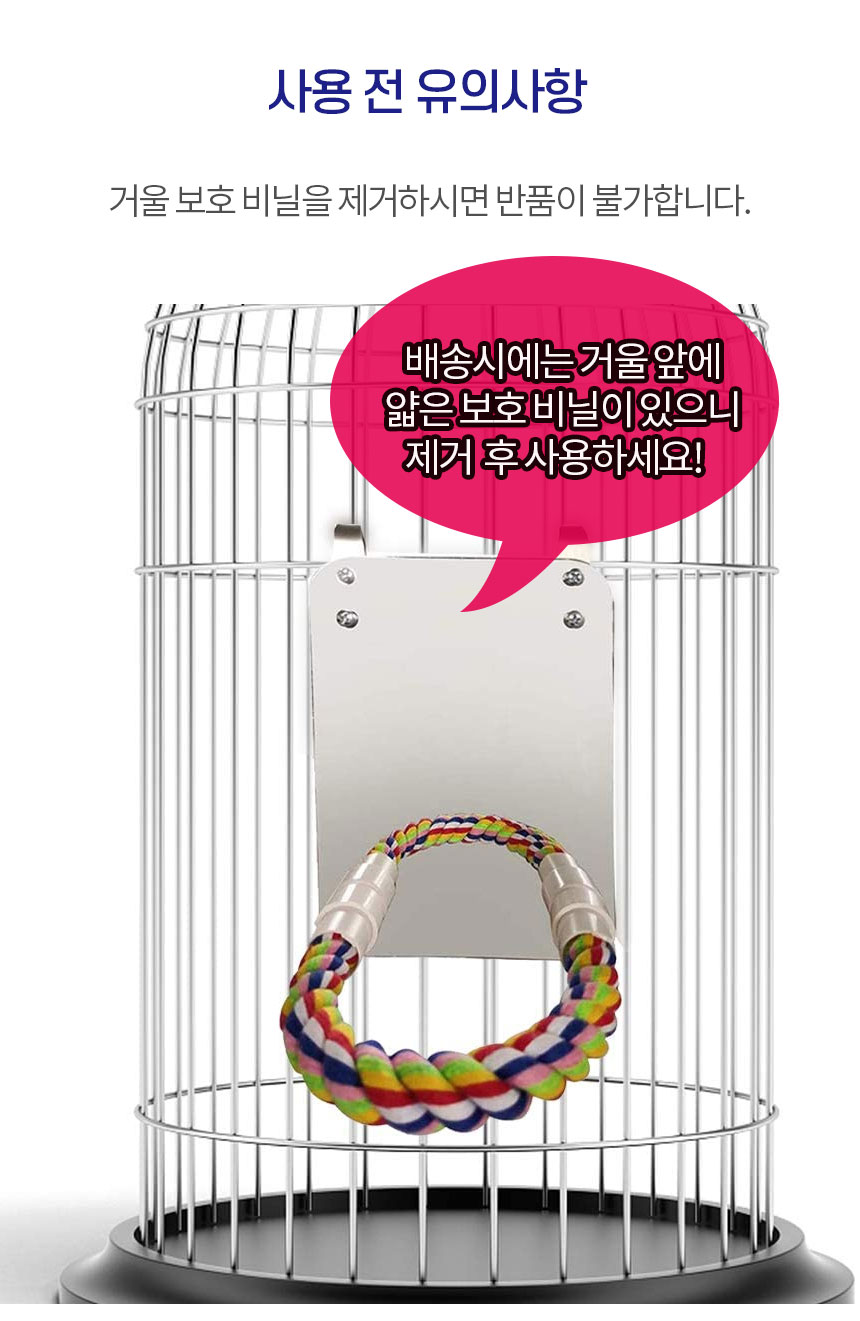 사용 전 유의사항
거울 보호 비닐을 제거하시면 반품이 불가합니다.
배송시에는 거울 앞에
얇은 보호 비닐이 있으니
제거 후 사용하세요!